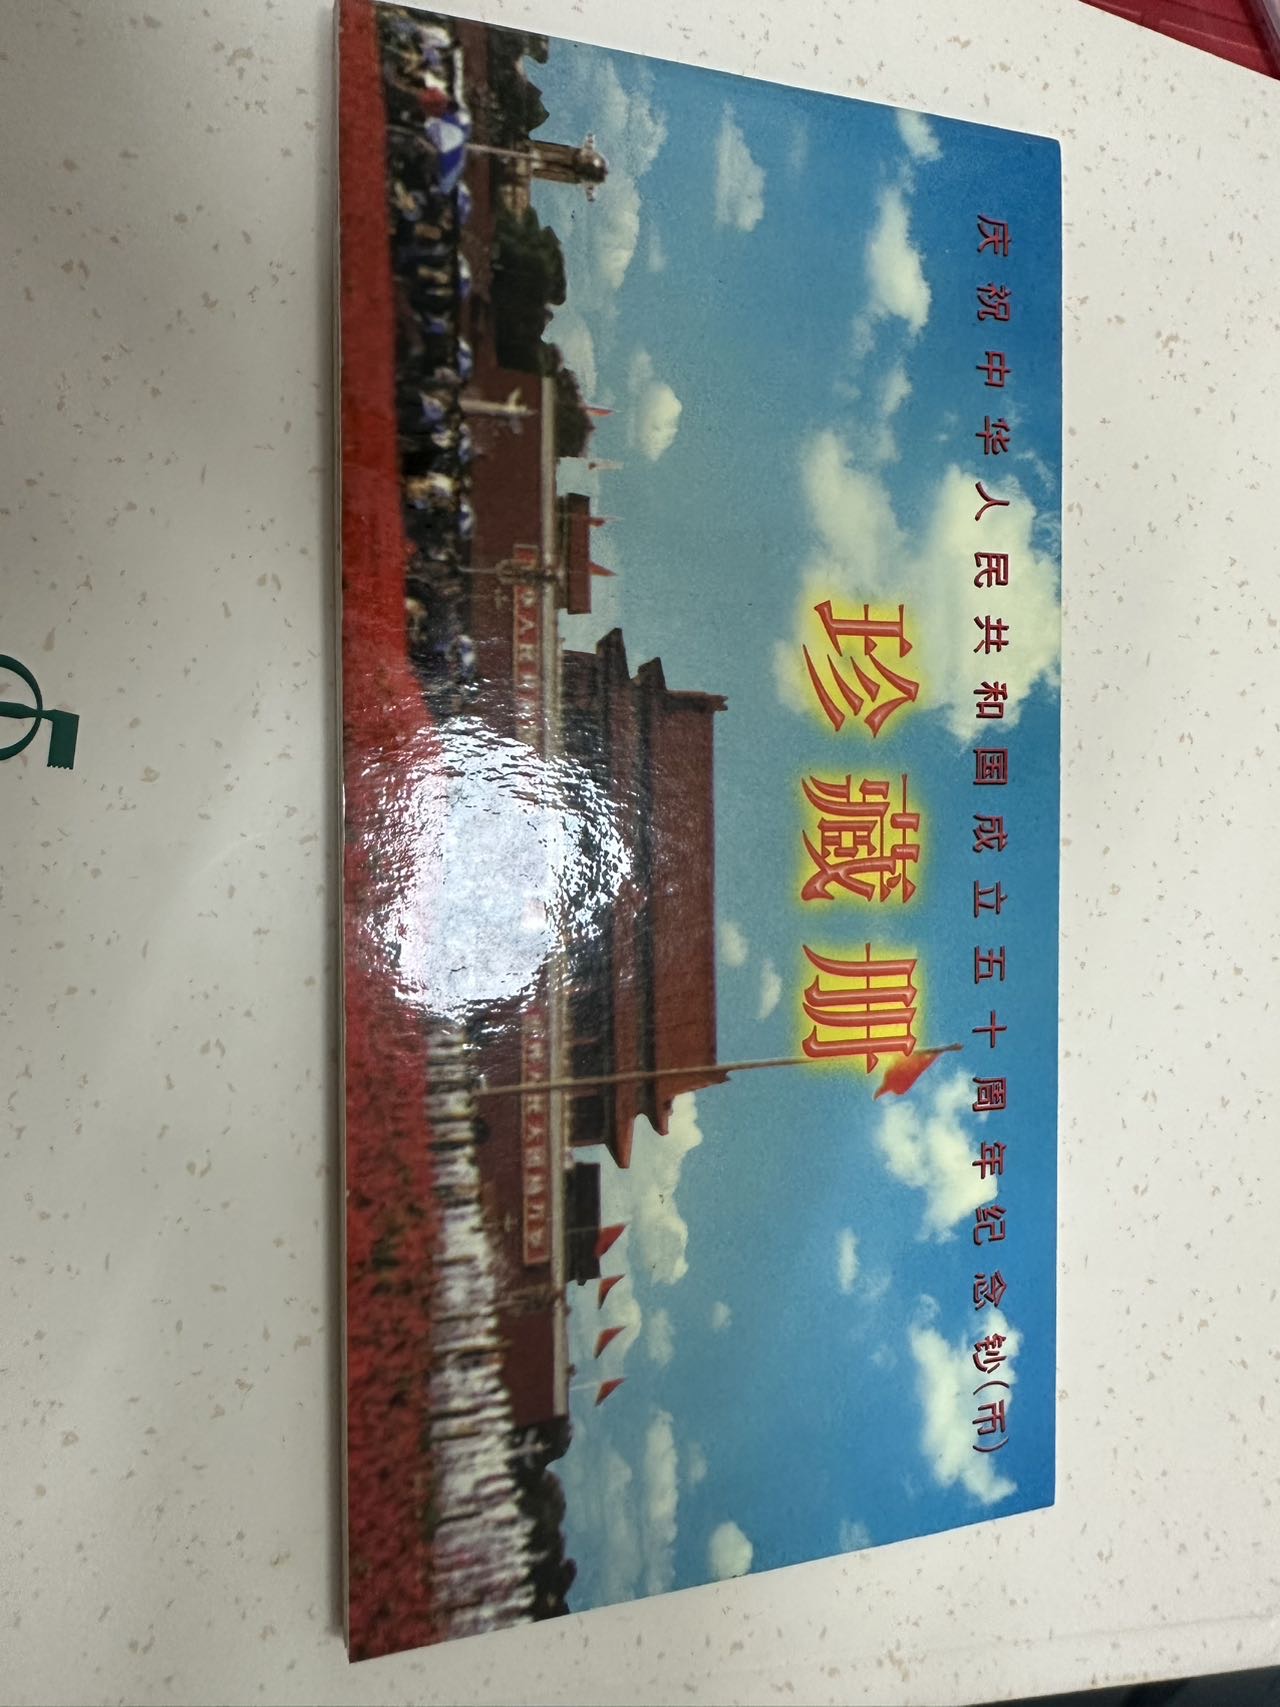 庆祝中华人民共和国成立五十周年纪念钞(币)
珍藏册